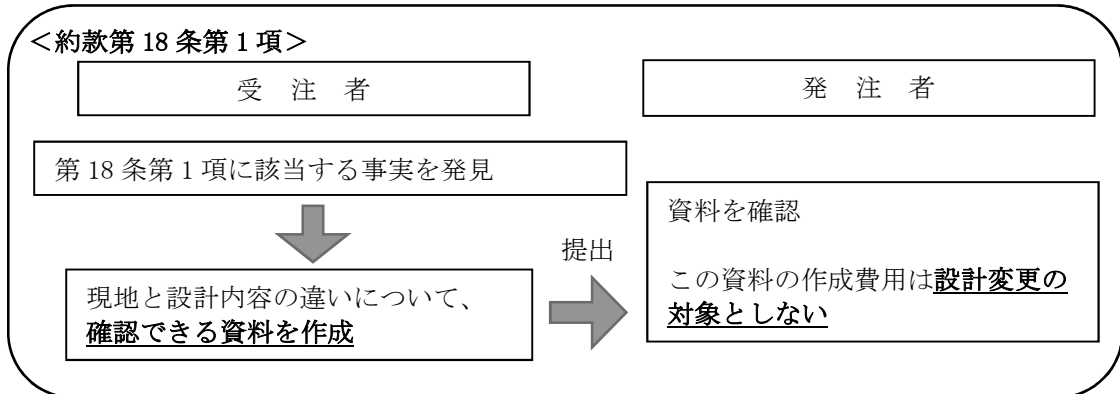 <約款第 18 条第 1 項>
受 注 者
発 注 者
第 18 条第 1 項に該当する事実を発見
現地と設計内容の違いについて、
確認できる資料を作成
提出
資料を確認
この資料の作成費用は設計変更の
対象としない